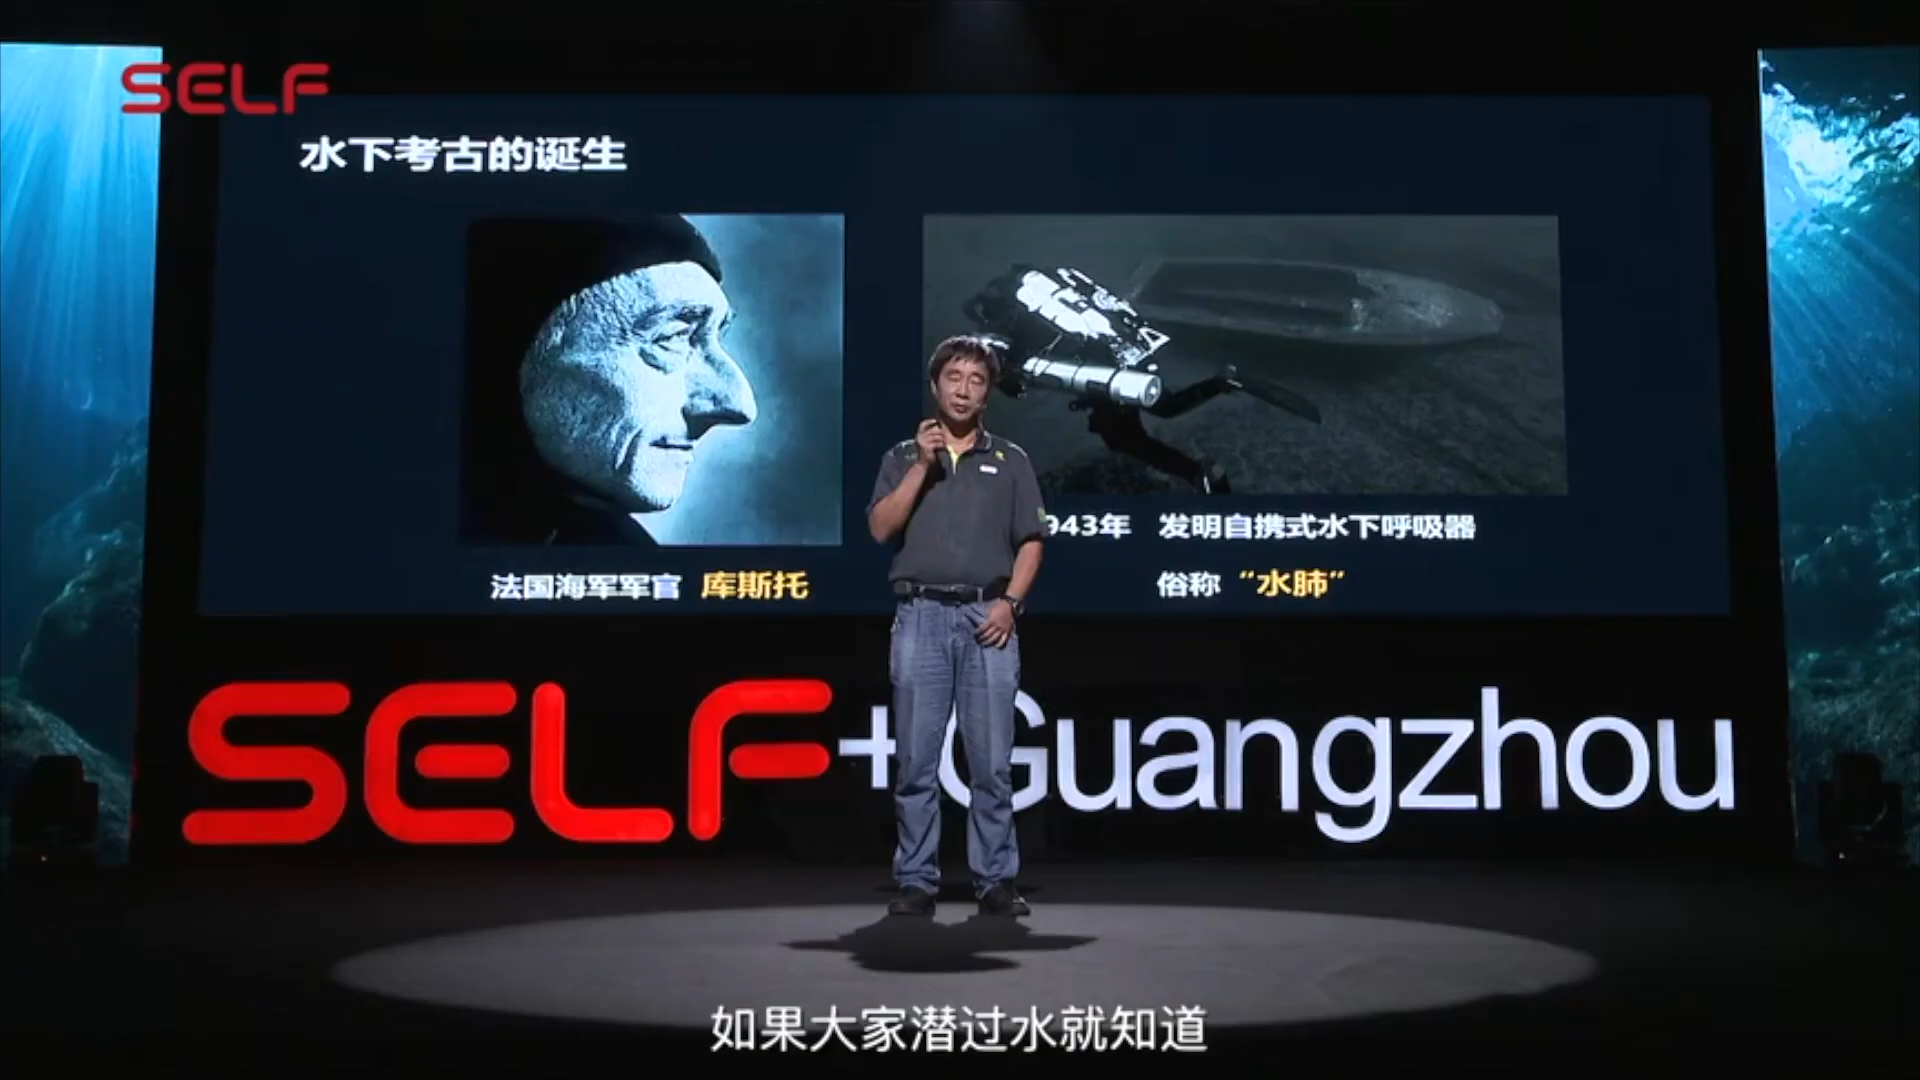 SELF
水下考古的诞生
943年 发明自携式水下呼吸器
法国海军军官 库斯托
俗称 “水肺”
SELF+Guangzhou
如果大家潜过水就知道